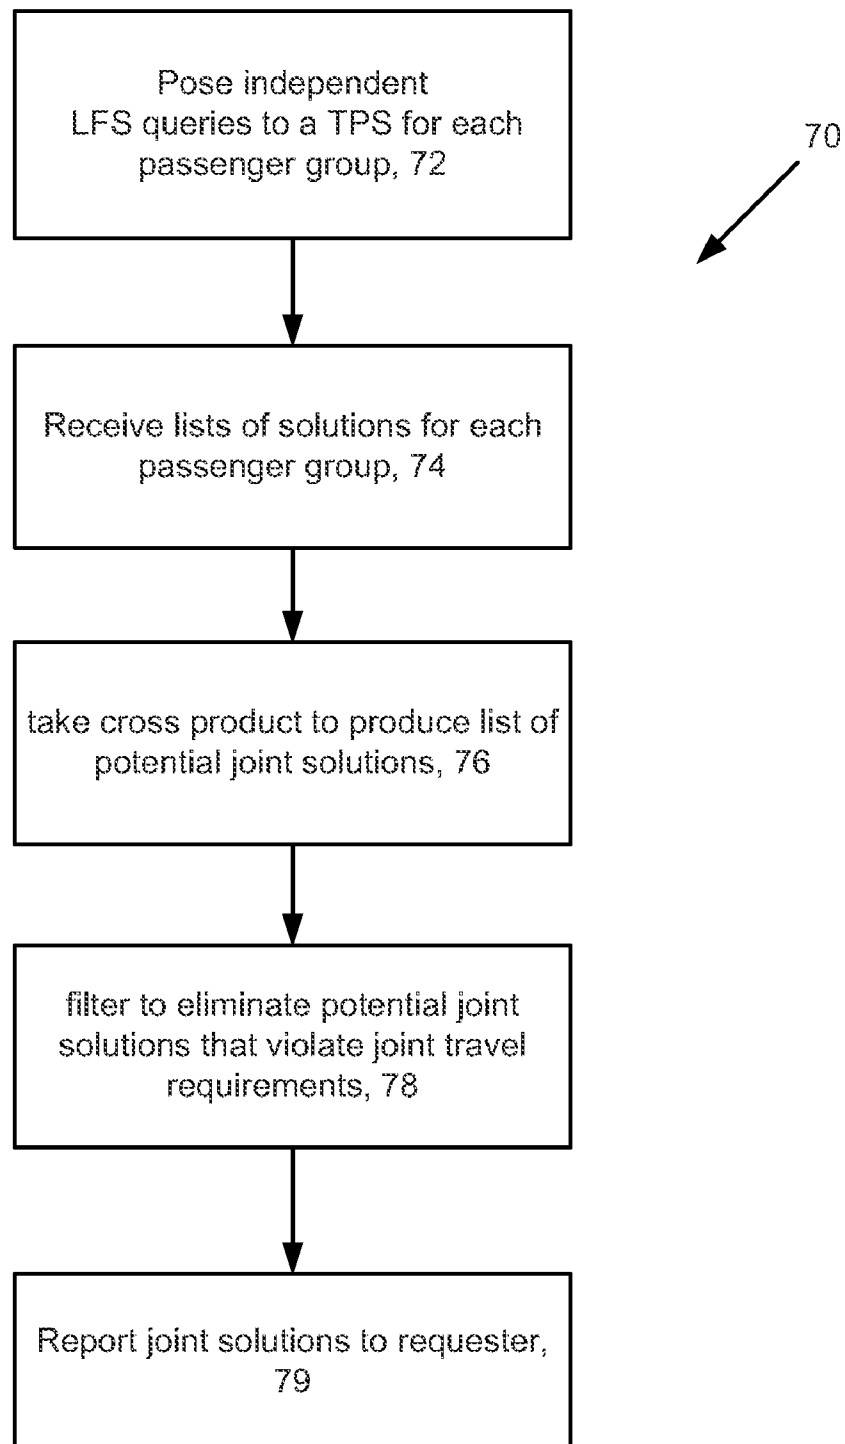 Pose independent
LFS queries to a TPS for each
passenger group, 72
70
Receive lists of solutions for each
passenger group, 74
take cross product to produce list of
potential joint solutions, 76
filter to eliminate potential joint
solutions that violate joint travel
requirements, 78
Report joint solutions to requester,
79